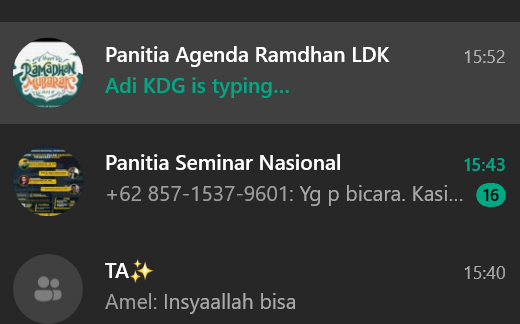 Panitia Agenda Ramdhan LDK 15:52
RAMADHAN
MUBARAK
Adi KDG is typing...
Panitia Seminar Nasional 15:43
+62 857-1537-9601: Yg p bicara. Kasi... 16
TA✨ 15:40
Amel: Insyaallah bisa